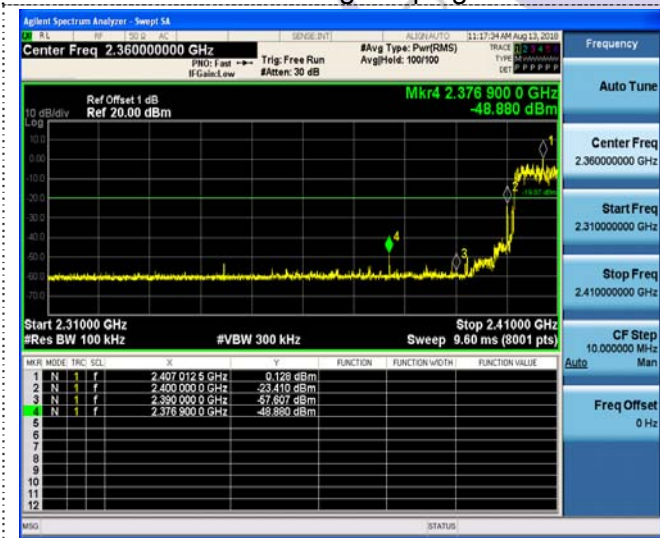 Agilent Spectrum Analyzer - Swept SA
RL RF 50 Ω AC SENSE:INT ALIGNAUTO 11:17:34 AM Aug 13, 2018
Center Freq 2.360000000 GHz
#Avg Type: Pwr(RMS)
TRACE 1 2 3 4 5 6
PNO: Fast Trig: Free Run Avg|Hold: 100/100
TYPE
IFGain:Low #Atten: 30 dB
DET P P P P P P
Mkr4 2.376 900 0 GHz
-48.880 dBm
Ref Offset 1 dB
10 dB/div Ref 20.00 dBm
Log
10.0
0.00
-10.0
-20.0
-30.0
-40.0
-50.0
-60.0
-70.0
1
2
-19.87 dBm
4
3
Start 2.31000 GHz Stop 2.41000 GHz
#Res BW 100 kHz #VBW 300 kHz Sweep 9.60 ms (8001 pts)
MKR MODE TRC SCL X Y FUNCTION FUNCTION WIDTH FUNCTION VALUE
1 N 1 f 2.407 012 5 GHz 0.128 dBm
2 N 1 f 2.400 000 0 GHz -23.410 dBm
3 N 1 f 2.390 000 0 GHz -57.607 dBm
4 N 1 f 2.376 900 0 GHz -48.880 dBm
5
6
7
8
9
10
11
12
MSG STATUS
Frequency
Auto Tune
Center Freq
2.360000000 GHz
Start Freq
2.310000000 GHz
Stop Freq
2.410000000 GHz
CF Step
10.000000 MHz
Auto Man
Freq Offset
0 Hz